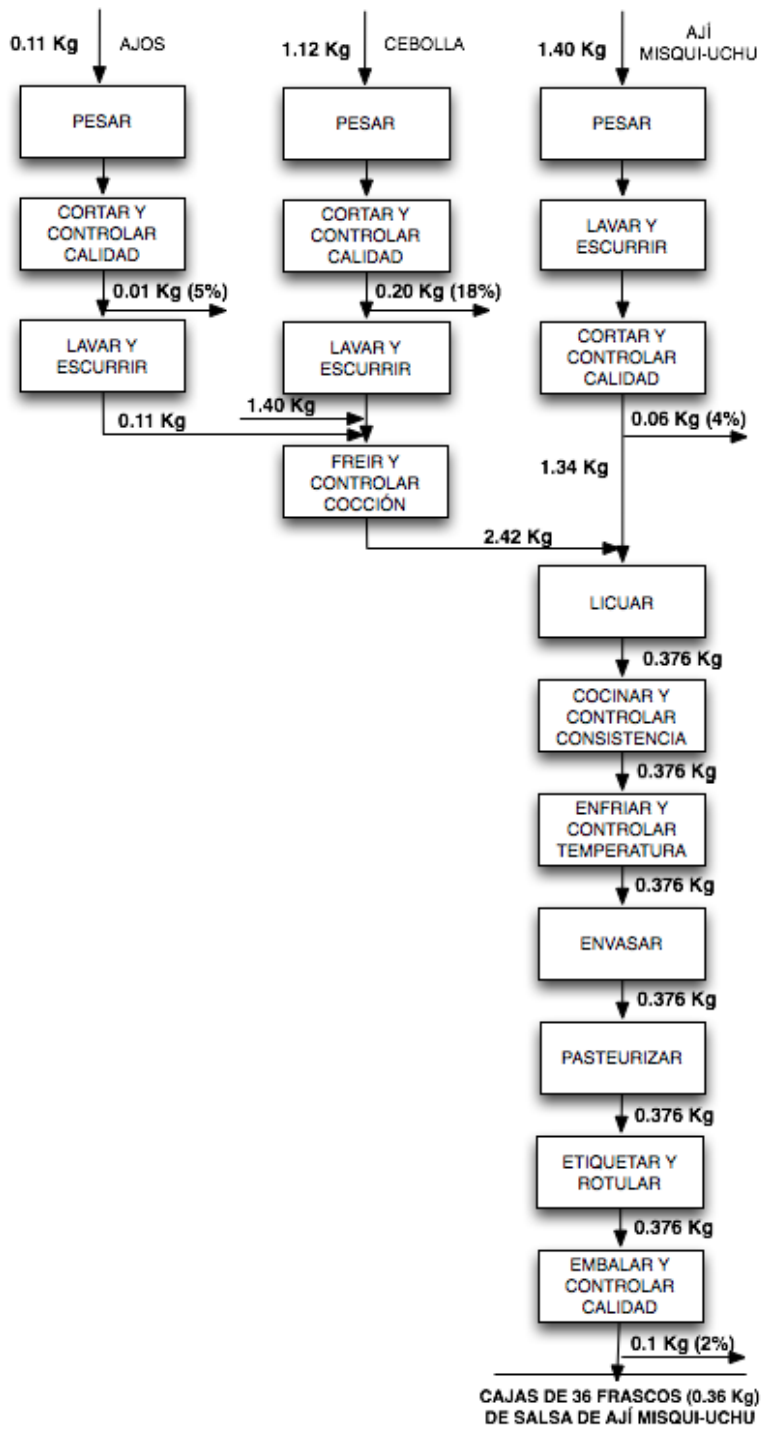 0.11 Kg
AJOS
1.12 Kg
CEBOLLA
1.40 Kg
AJÍ
MISQUI-UCHU
PESAR
PESAR
PESAR
CORTAR Y
CONTROLAR
CALIDAD
CORTAR Y
CONTROLAR
CALIDAD
LAVAR Y
ESCURRIR
0.01 Kg (5%)
0.20 Kg (18%)
LAVAR Y
ESCURRIR
LAVAR Y
ESCURRIR
CORTAR Y
CONTROLAR
CALIDAD
0.11 Kg
1.40 Kg
0.06 Kg (4%)
FREIR Y
CONTROLAR
COCCIÓN
1.34 Kg
2.42 Kg
LICUAR
0.376 Kg
COCINAR Y
CONTROLAR
CONSISTENCIA
0.376 Kg
ENFRIAR Y
CONTROLAR
TEMPERATURA
0.376 Kg
ENVASAR
0.376 Kg
PASTEURIZAR
0.376 Kg
ETIQUETAR Y
ROTULAR
0.376 Kg
EMBALAR Y
CONTROLAR
CALIDAD
0.1 Kg (2%)
CAJAS DE 36 FRASCOS (0.36 Kg)
DE SALSA DE AJÍ MISQUI-UCHU